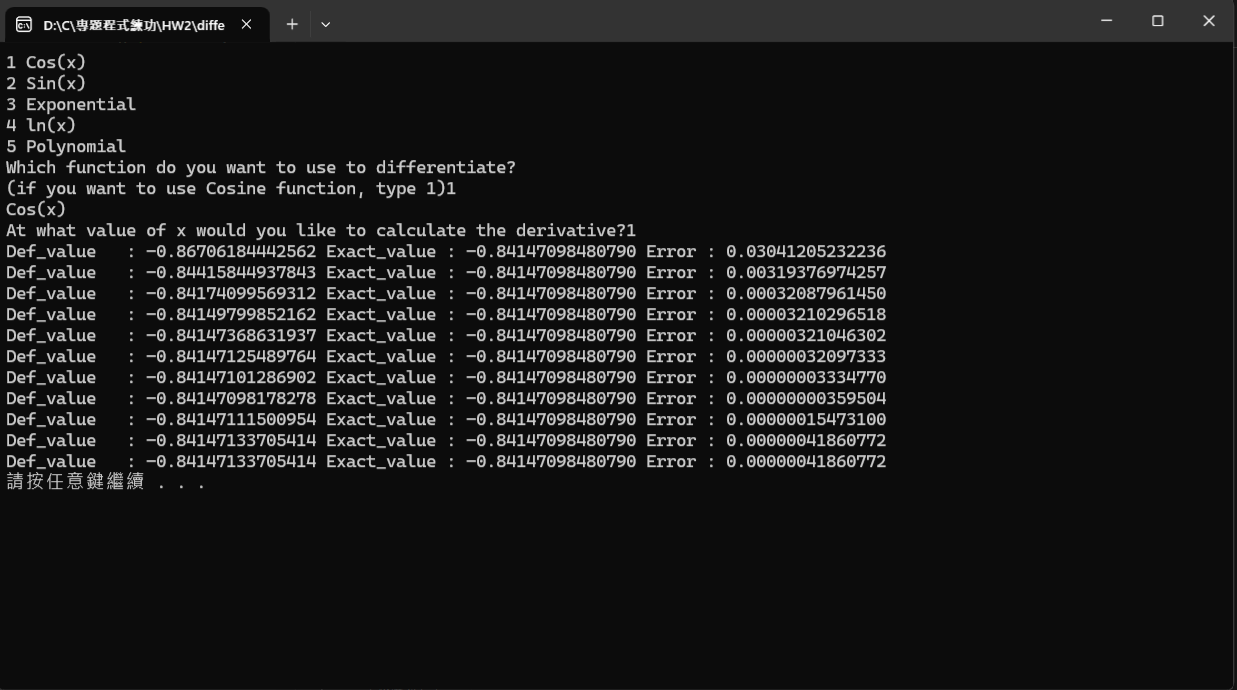 D:\C\專題程式練功\HW2\diffe
1 Cos(x)
2 Sin(x)
3 Exponential
4 ln(x)
5 Polynomial
Which function do you want to use to differentiate?
(if you want to use Cosine function, type 1)1
Cos(x)
At what value of x would you like to calculate the derivative?1
Def_value   : -0.86706184442562 Exact_value : -0.84147098480790 Error : 0.03041205232236
Def_value   : -0.84415844937843 Exact_value : -0.84147098480790 Error : 0.00319376974257
Def_value   : -0.84174099569312 Exact_value : -0.84147098480790 Error : 0.00032087961450
Def_value   : -0.84149799852162 Exact_value : -0.84147098480790 Error : 0.00003210296518
Def_value   : -0.84147368631937 Exact_value : -0.84147098480790 Error : 0.00000321046302
Def_value   : -0.84147125489764 Exact_value : -0.84147098480790 Error : 0.00000032097333
Def_value   : -0.84147101286902 Exact_value : -0.84147098480790 Error : 0.00000003334770
Def_value   : -0.84147098178278 Exact_value : -0.84147098480790 Error : 0.00000000359504
Def_value   : -0.84147111500954 Exact_value : -0.84147098480790 Error : 0.00000015473100
Def_value   : -0.84147133705414 Exact_value : -0.84147098480790 Error : 0.00000041860772
Def_value   : -0.84147133705414 Exact_value : -0.84147098480790 Error : 0.00000041860772
請按任意鍵繼續 . . .